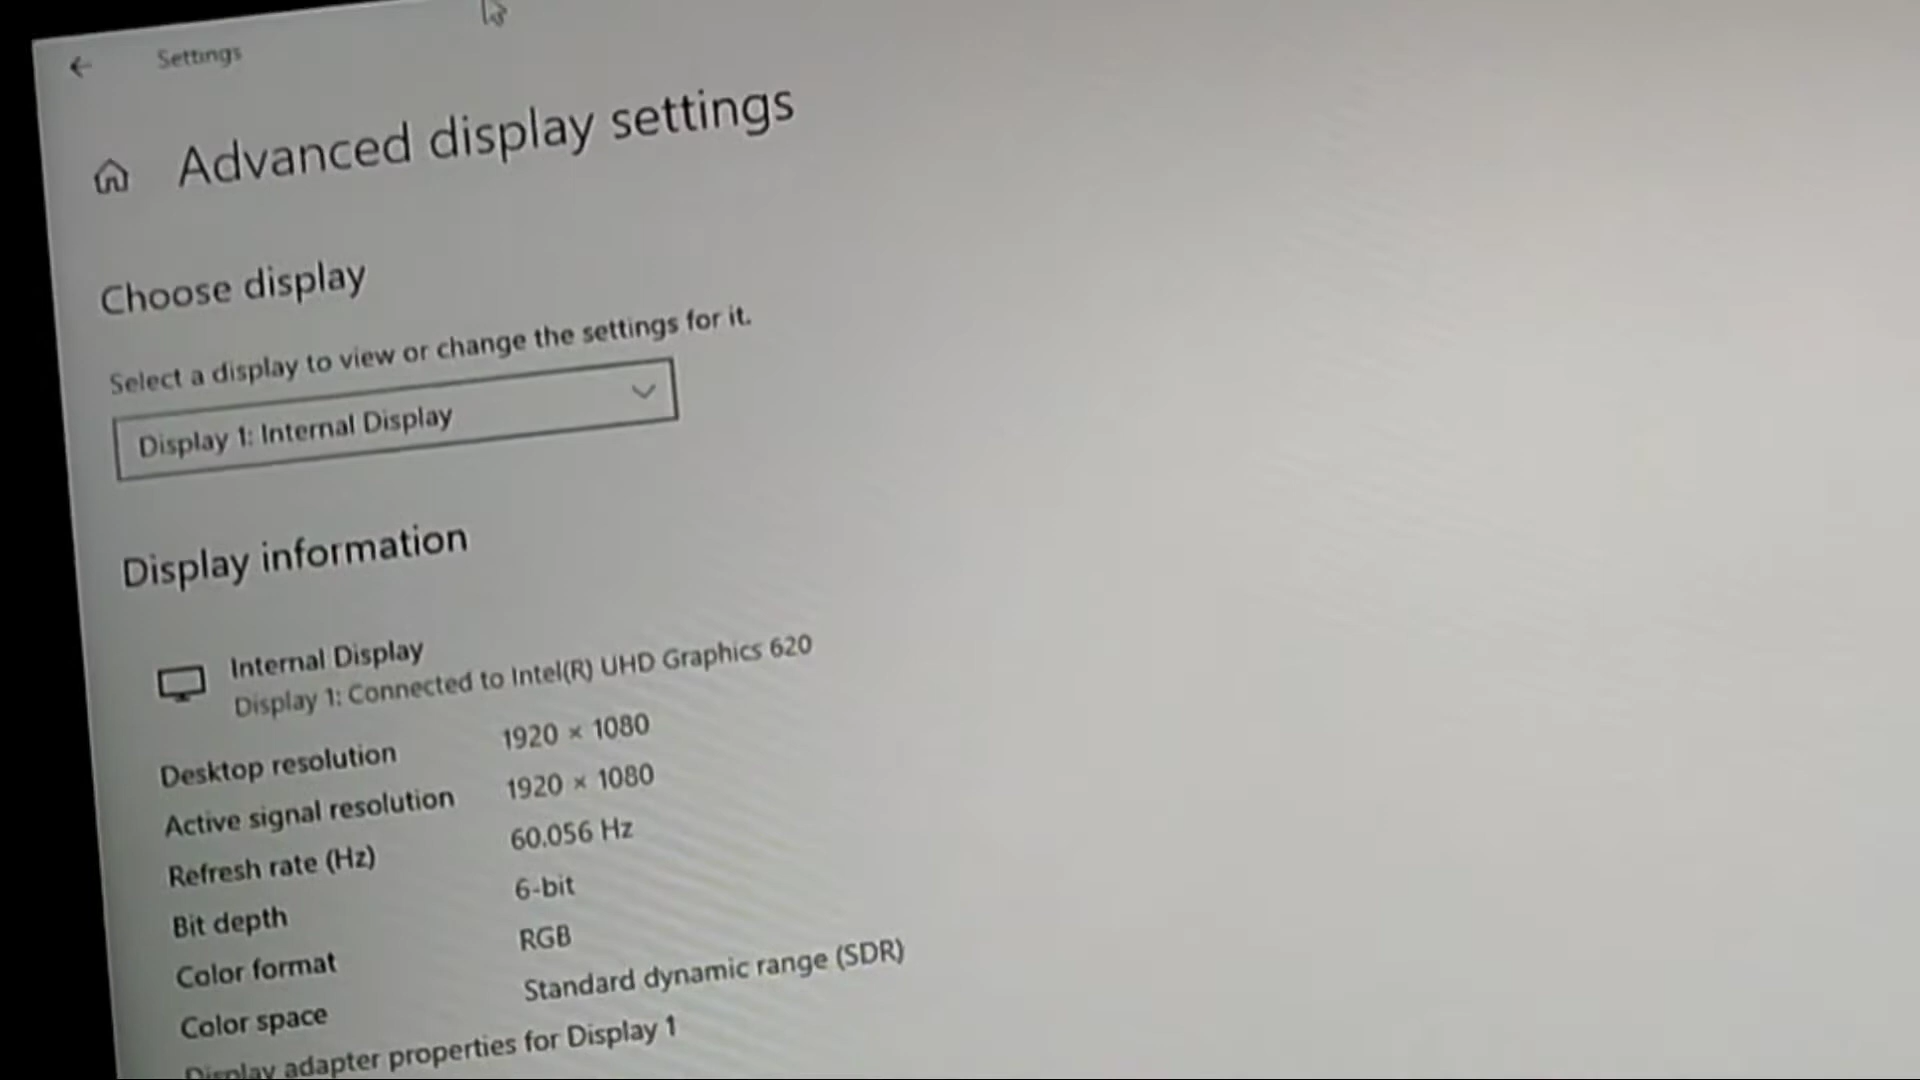 Settings
Advanced display settings
Choose display
Select a display to view or change the settings for it.
Display 1: Internal Display
Display information
Internal Display
Display 1: Connected to Intel(R) UHD Graphics 620
Desktop resolution 1920 × 1080
Active signal resolution 1920 × 1080
Refresh rate (Hz) 60.056 Hz
Bit depth 6-bit
Color format RGB
Color space Standard dynamic range (SDR)
Display adapter properties for Display 1